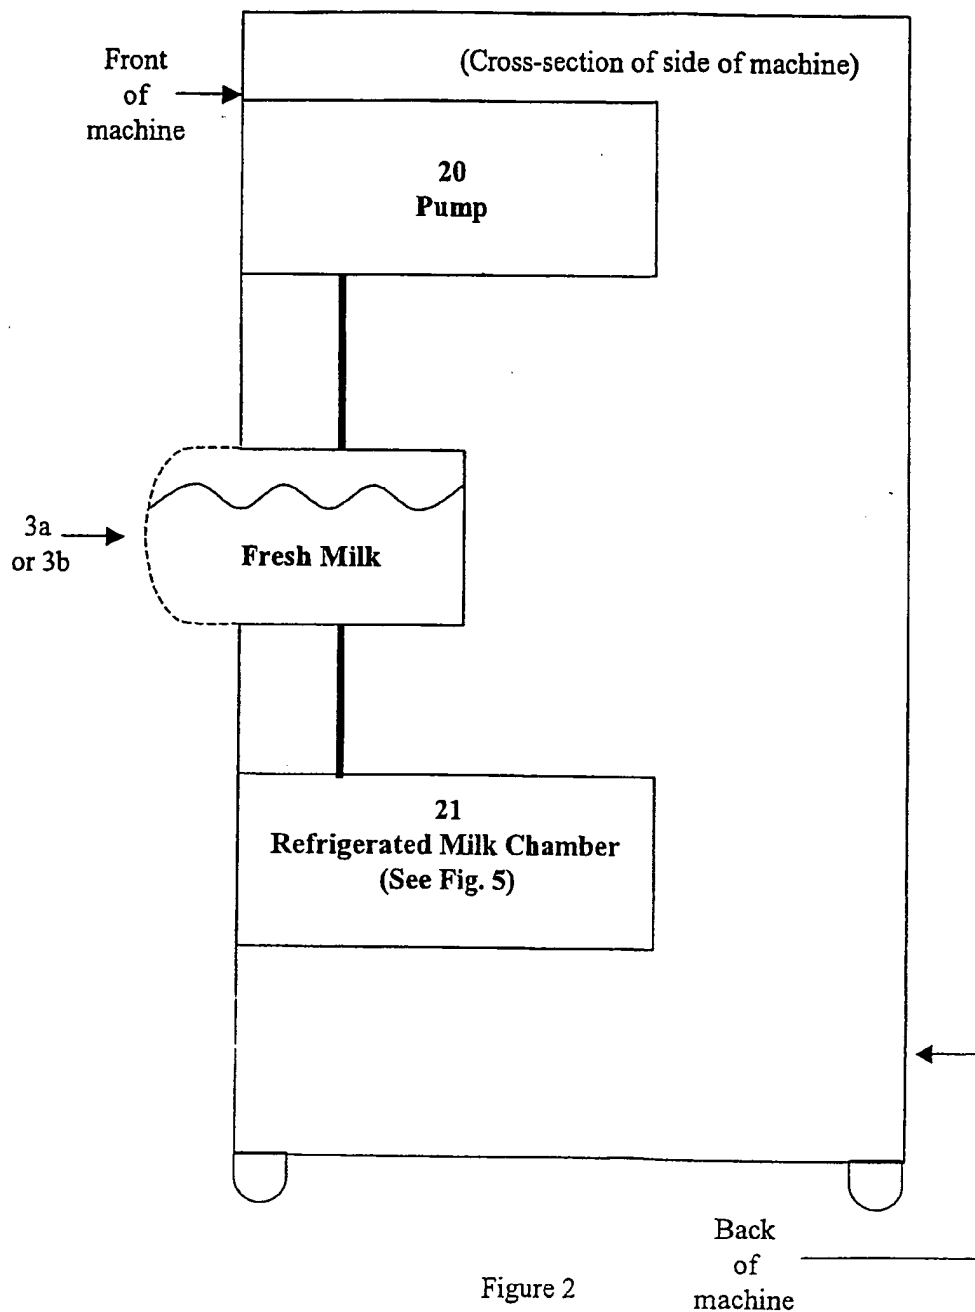 (Cross-section of side of machine)
Front
of
machine
20
Pump
3a
or 3b
Fresh Milk
21
Refrigerated Milk Chamber
(See Fig. 5)
Back
of
machine
Figure 2